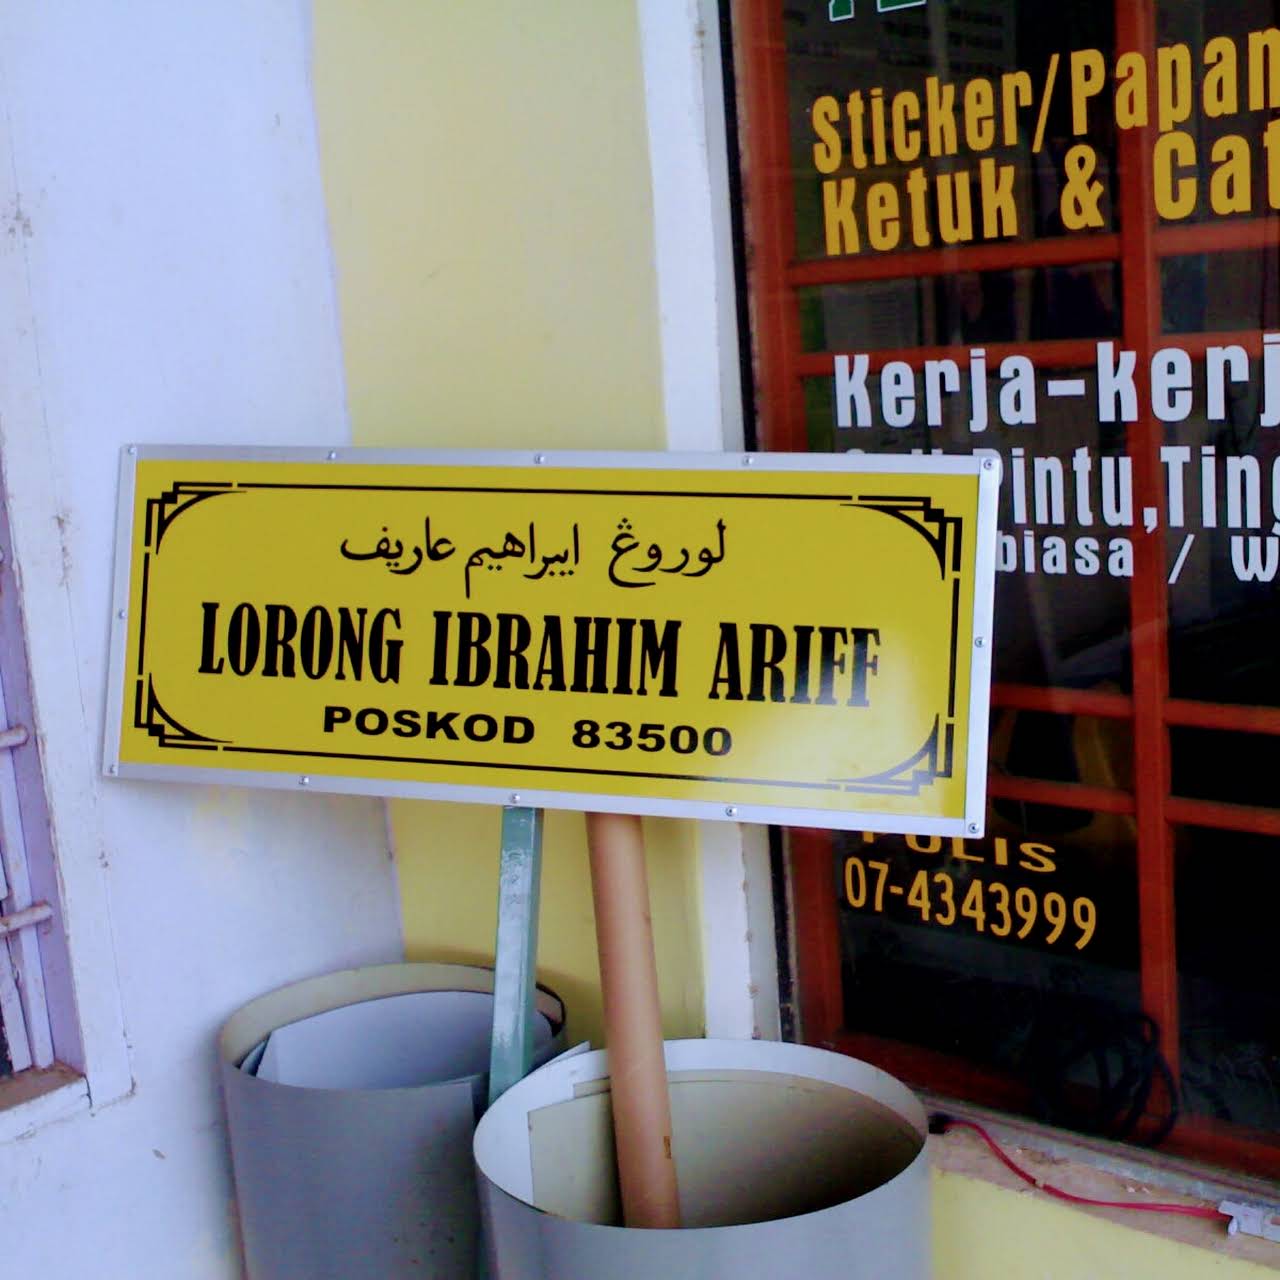 Sticker/Papan
Ketuk & Cat
Kerja-kerj
Pintu,Ting
biasa / W
لوروڠ ايبراهيم عاريف
LORONG IBRAHIM ARIFF
POSKOD 83500
POLIS
07-4343999